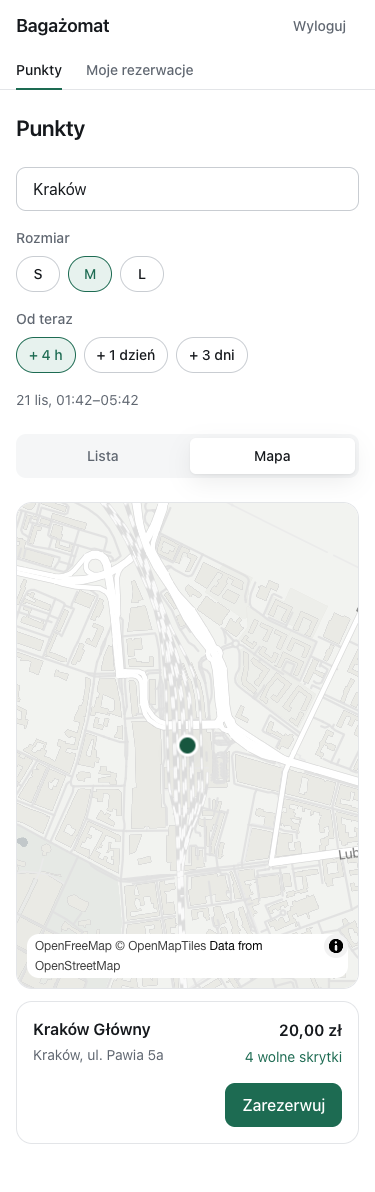 Bagażomat
Wyloguj
Punkty
Moje rezerwacje
Punkty
Kraków
Rozmiar
S
M
L
Od teraz
+ 4 h
+ 1 dzień
+ 3 dni
21 lis, 01:42–05:42
Lista
Mapa
Lub
OpenFreeMap © OpenMapTiles Data from
OpenStreetMap
Kraków Główny
20,00 zł
Kraków, ul. Pawia 5a
4 wolne skrytki
Zarezerwuj